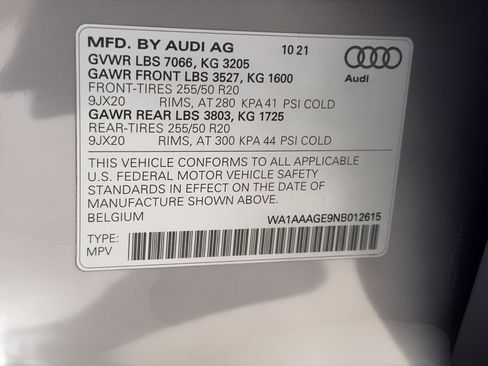 MFD. BY AUDI AG 10 21
GVWR LBS 7066, KG 3205
GAWR FRONT LBS 3527, KG 1600
FRONT-TIRES 255/50 R20
9JX20 RIMS, AT 280 KPA 41 PSI COLD
GAWR REAR LBS 3803, KG 1725
REAR-TIRES 255/50 R20
9JX20 RIMS, AT 300 KPA 44 PSI COLD
Audi
THIS VEHICLE CONFORMS TO ALL APPLICABLE
U.S. FEDERAL MOTOR VEHICLE SAFETY
STANDARDS IN EFFECT ON THE DATE OF
MANUFACTURE SHOWN ABOVE.
BELGIUM WA1AAAGE9NB012615
TYPE:
MPV